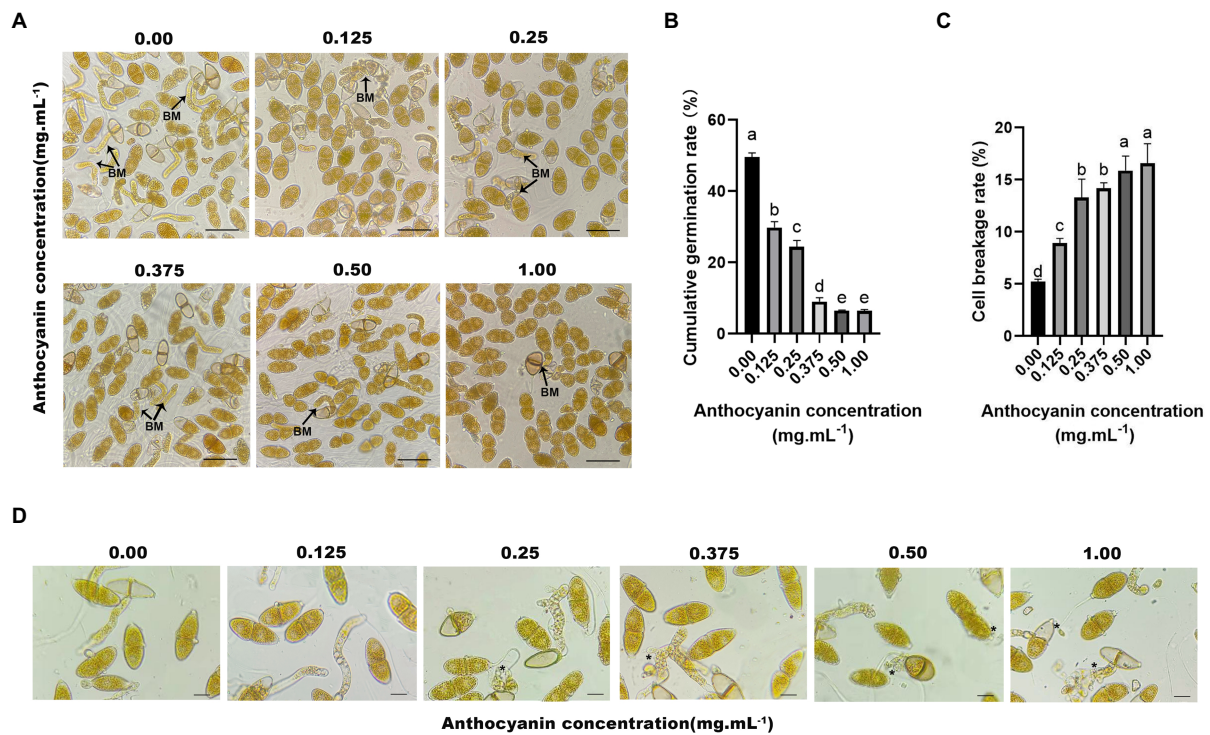 A
0.00
0.125
0.25
BM
BM
BM
BM
0.375
0.50
1.00
BM
BM
BM
Anthocyanin concentration(mg.mL-1)
B
Cumulative germination rate (%)
60
40
20
0
a
b
c
d
e
e
0.00
0.125
0.25
0.375
0.50
1.00
Anthocyanin concentration
(mg.mL-1)
C
Cell breakage rate (%)
20
15
10
5
0
d
c
b
b
a
a
0.00
0.125
0.25
0.375
0.50
1.00
Anthocyanin concentration
(mg.mL-1)
D
0.00
0.125
0.25
0.375
0.50
1.00
*
*
*
*
*
*
Anthocyanin concentration(mg.mL-1)